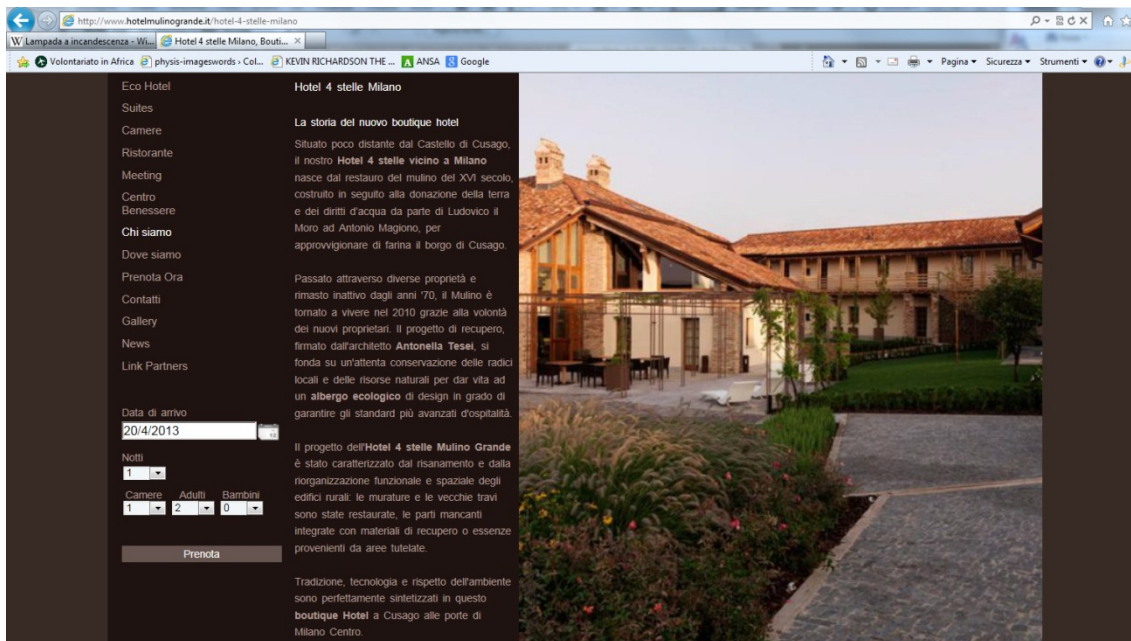 http://www.hotelmulinogrande.it/hotel-4-stelle-milano
Lampada a incandescenza - Wi...
Hotel 4 stelle Milano, Bouti...
Volontariato in Africa
physis-imageswords › Col...
KEVIN RICHARDSON THE ...
ANSA
Google
Pagina
Sicurezza
Strumenti
Eco Hotel
Suites
Camere
Ristorante
Meeting
Centro
Benessere
Chi siamo
Dove siamo
Prenota Ora
Contatti
Gallery
News
Link Partners
Data di arrivo
20/4/2013
Notti
1
Camere Adulti Bambini
1 2 0
Prenota
Hotel 4 stelle Milano
La storia del nuovo boutique hotel
Situato poco distante dal Castello di Cusago,
il nostro Hotel 4 stelle vicino a Milano
nasce dal restauro del mulino del XVI secolo,
costruito in seguito alla donazione della terra
e dei diritti d'acqua da parte di Ludovico il
Moro ad Antonio Magiono, per
approvvigionare di farina il borgo di Cusago.
Passato attraverso diverse proprietà e
rimasto inattivo dagli anni '70, il Mulino è
tornato a vivere nel 2010 grazie alla volontà
dei nuovi proprietari. Il progetto di recupero,
firmato dall'architetto Antonella Tesei, si
fonda su un'attenta conservazione delle radici
locali e delle risorse naturali per dar vita ad
un albergo ecologico di design in grado di
garantire gli standard più avanzati d'ospitalità.
Il progetto dell'Hotel 4 stelle Mulino Grande
è stato caratterizzato dal risanamento e dalla
riorganizzazione funzionale e spaziale degli
edifici rurali: le murature e le vecchie travi
sono state restaurate, le parti mancanti
integrate con materiali di recupero o essenze
provenienti da aree tutelate.
Tradizione, tecnologia e rispetto dell'ambiente
sono perfettamente sintetizzati in questo
boutique Hotel a Cusago alle porte di
Milano Centro.